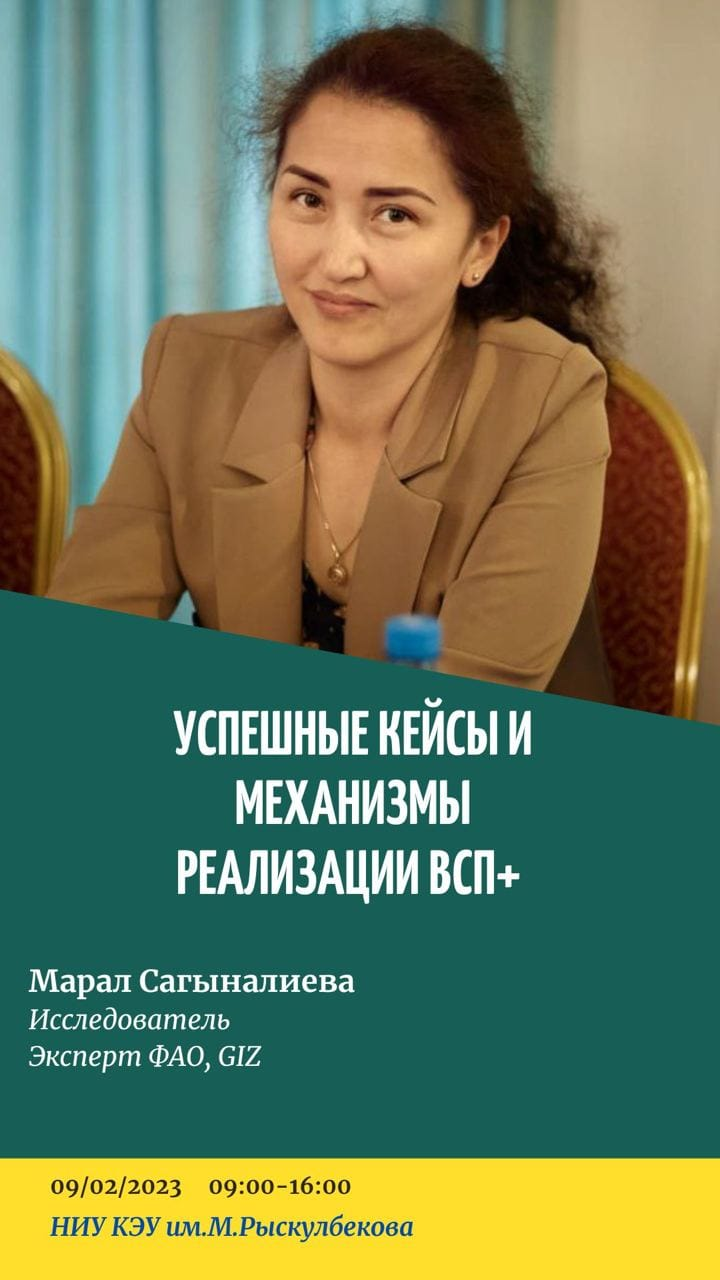 УСПЕШНЫЕ КЕЙСЫ И
МЕХАНИЗМЫ
РЕАЛИЗАЦИИ ВСП+
Марал Сагыналиева
Исследователь
Эксперт ФАО, GIZ
09/02/2023 09:00-16:00
НИУ КЭУ им.М.Рыскулбекова